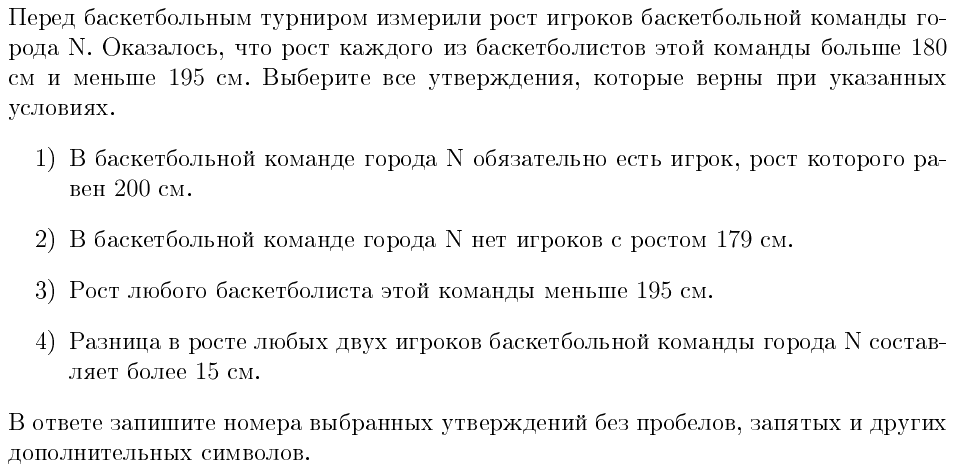 Перед баскетбольным турниром измерили рост игроков баскетбольной команды го-
рода N. Оказалось, что рост каждого из баскетболистов этой команды больше 180
см и меньше 195 см. Выберите все утверждения, которые верны при указанных
условиях.
1) В баскетбольной команде города N обязательно есть игрок, рост которого ра-
вен 200 см.
2) В баскетбольной команде города N нет игроков с ростом 179 см.
3) Рост любого баскетболиста этой команды меньше 195 см.
4) Разница в росте любых двух игроков баскетбольной команды города N состав-
ляет более 15 см.
В ответе запишите номера выбранных утверждений без пробелов, запятых и других
дополнительных символов.